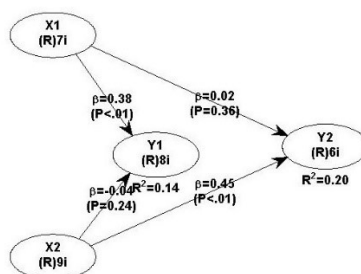 X1
(R)7i
β=0.38
(P<.01)
β=0.02
(P=0.36)
Y1
(R)8i
R²=0.14
Y2
(R)6i
R²=0.20
β=-0.04
(P=0.24)
β=0.45
(P<.01)
X2
(R)9i